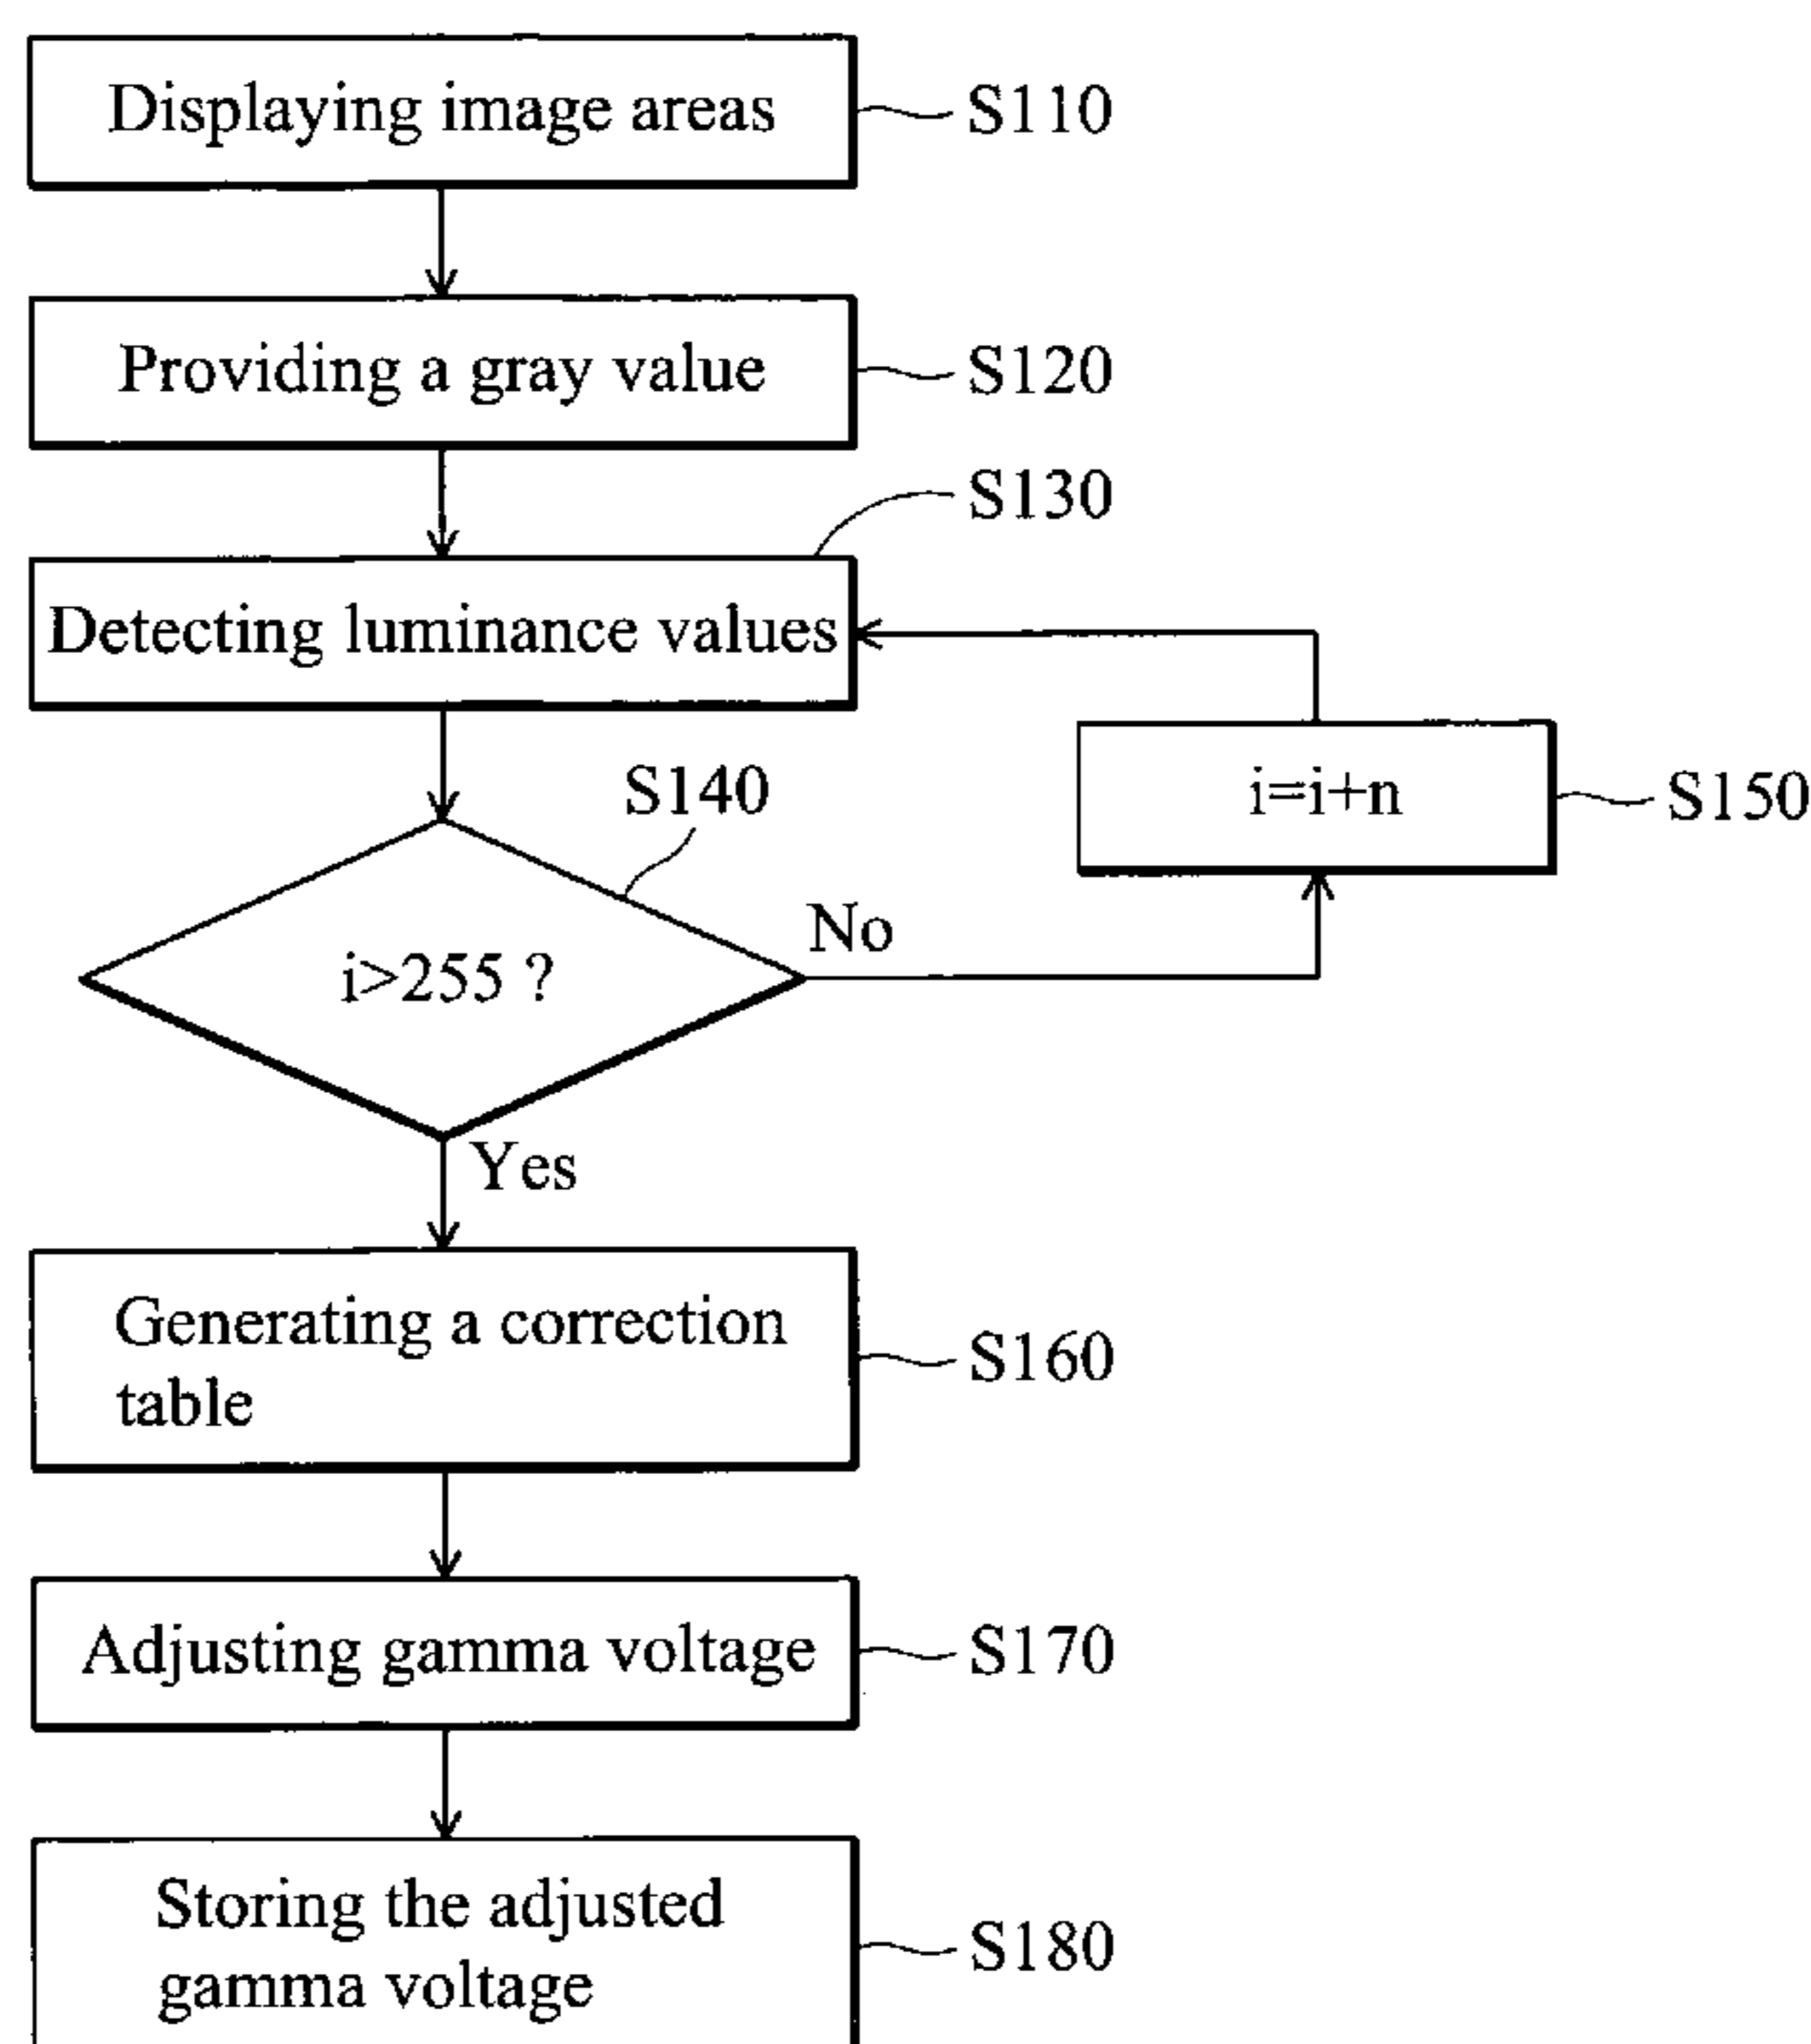 Displaying image areas
S110
Providing a gray value
S120
S130
Detecting luminance values
i=i+n
S150
S140
i>255 ?
No
Yes
Generating a correction
table
S160
Adjusting gamma voltage
S170
Storing the adjusted
gamma voltage
S180